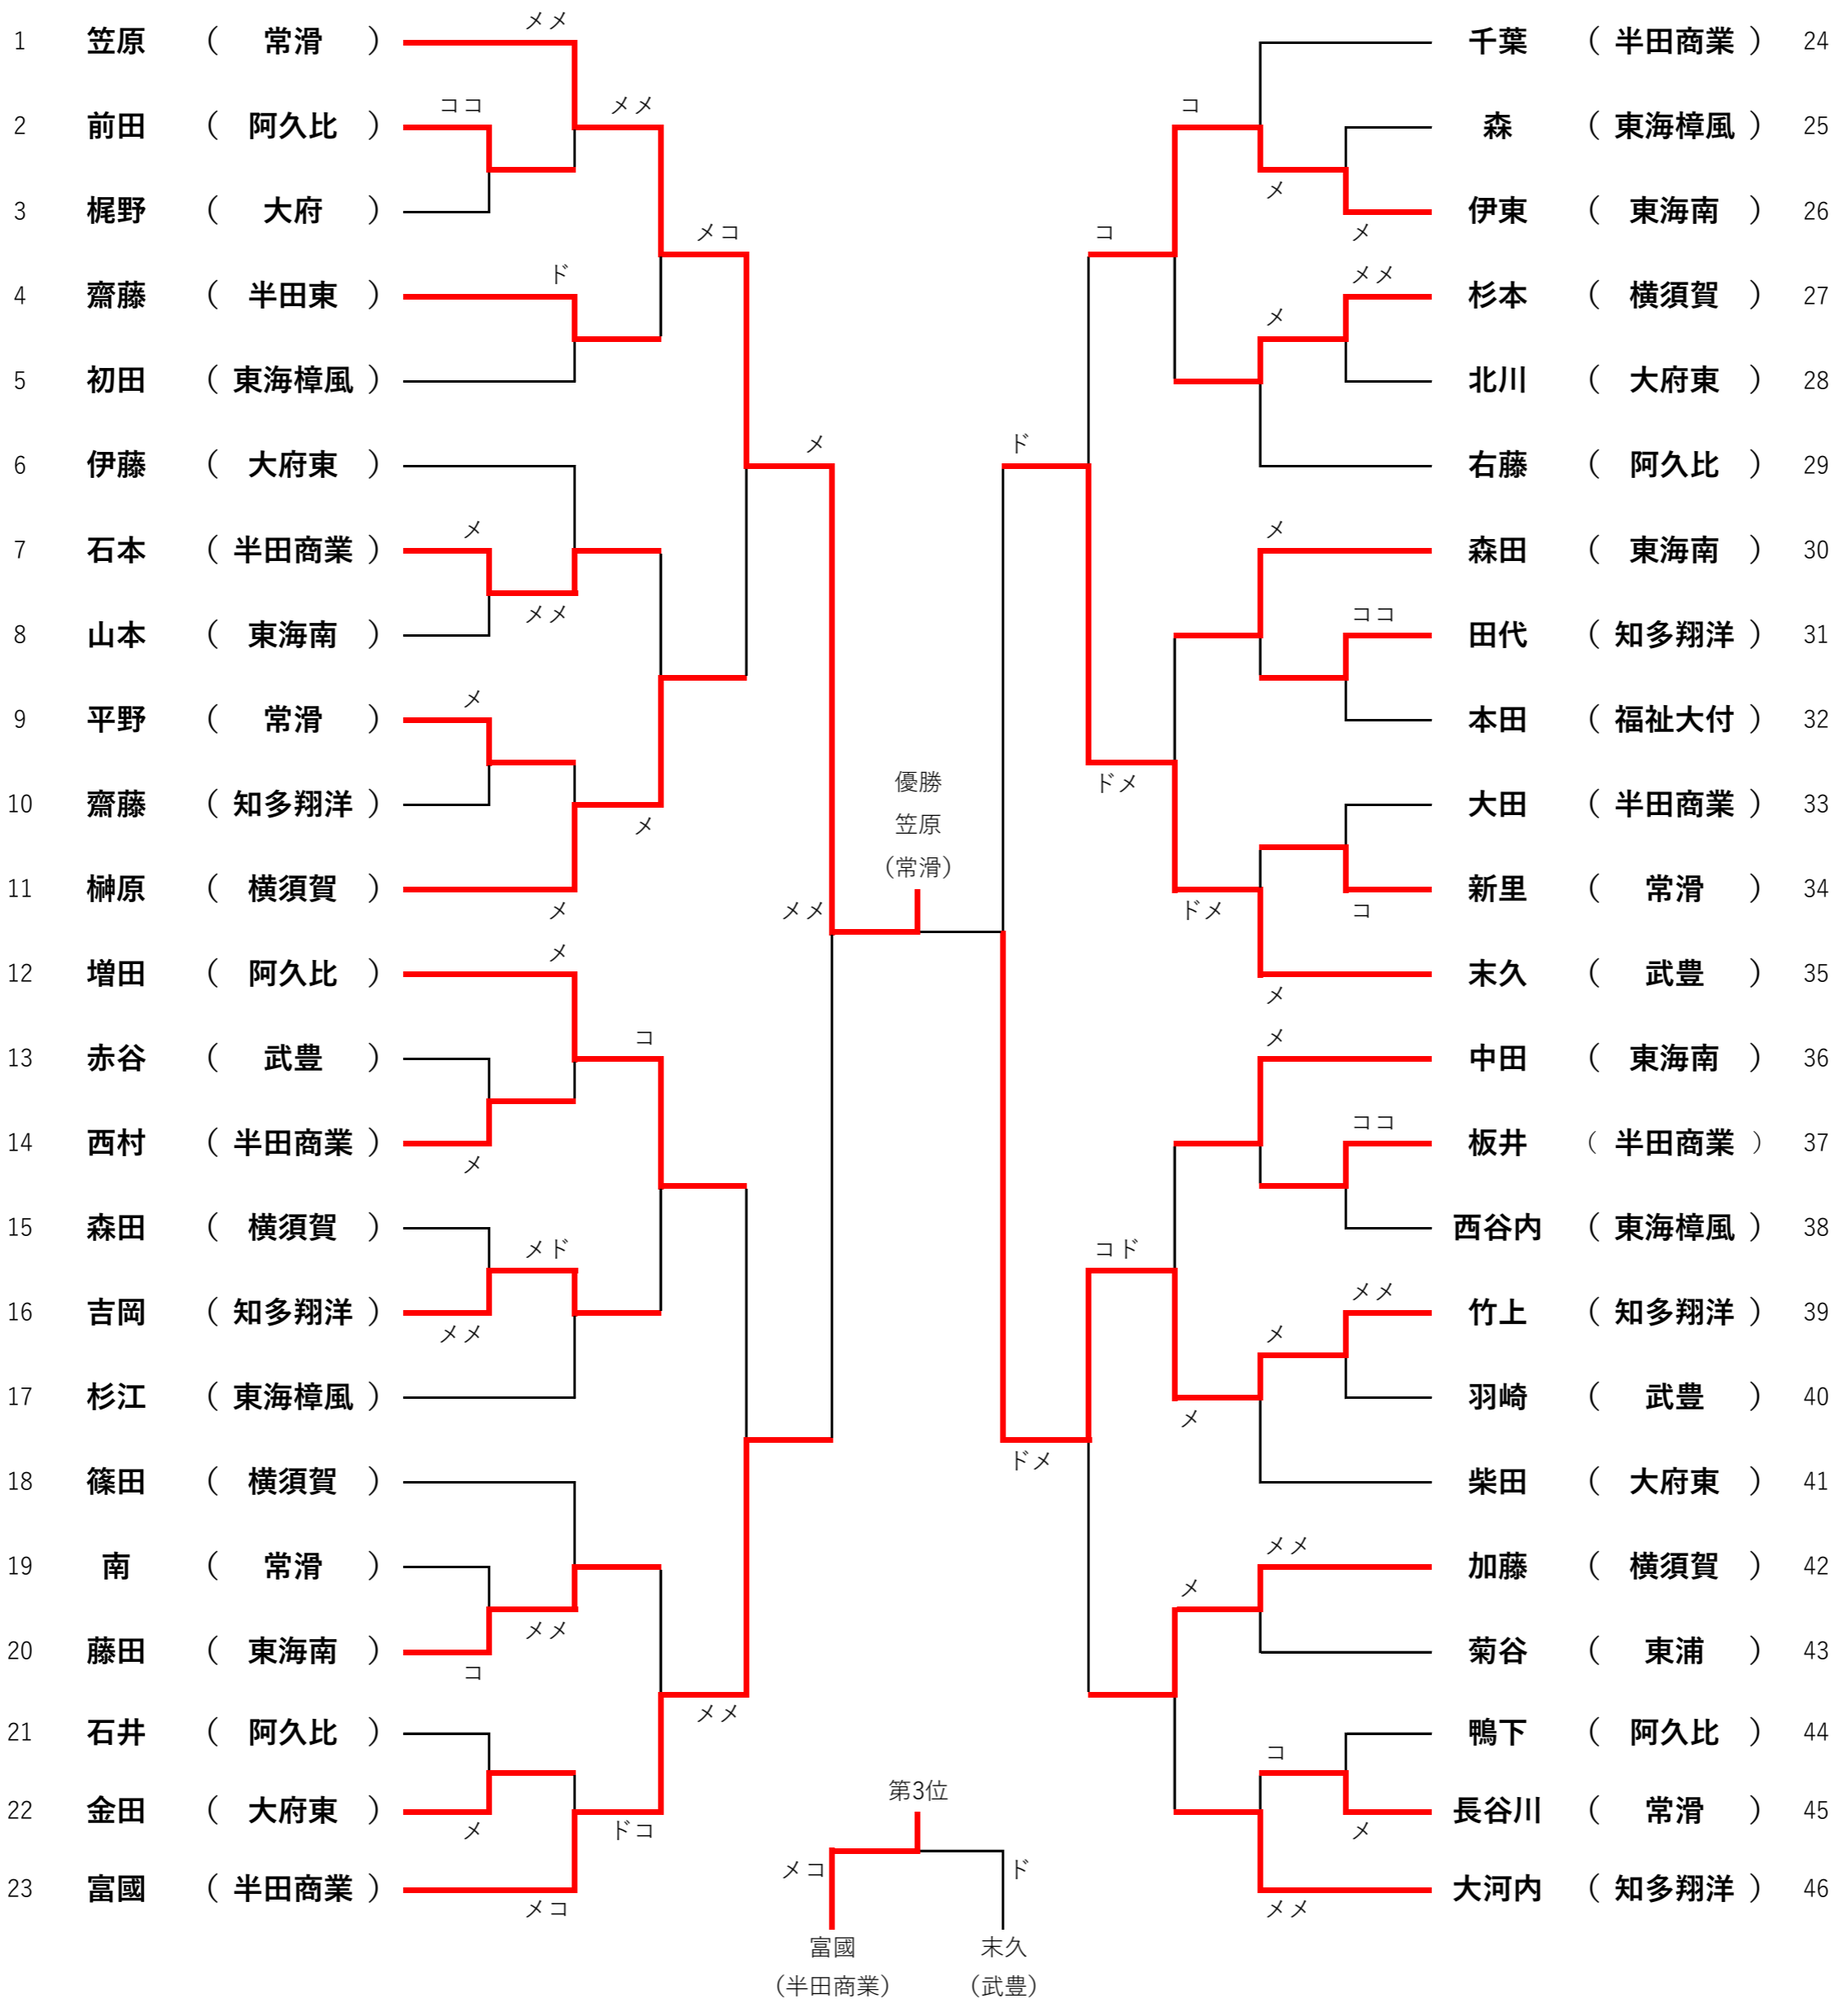 メメ
1 笠原 （ 常滑 ）
ココ
メメ
2 前田 （ 阿久比 ）
3 梶野 （ 大府 ）
メコ
ド
4 齋藤 （ 半田東 ）
5 初田 （ 東海樟風 ）
メ
6 伊藤 （ 大府東 ）
メ
7 石本 （ 半田商業 ）
メメ
8 山本 （ 東海南 ）
メ
9 平野 （ 常滑 ）
10 齋藤 （ 知多翔洋 ）
メ
11 榊原 （ 横須賀 ）
メ
メメ
メ
12 増田 （ 阿久比 ）
コ
13 赤谷 （ 武豊 ）
14 西村 （ 半田商業 ）
メ
15 森田 （ 横須賀 ）
メド
16 吉岡 （ 知多翔洋 ）
メメ
17 杉江 （ 東海樟風 ）
18 篠田 （ 横須賀 ）
19 南 （ 常滑 ）
メメ
20 藤田 （ 東海南 ）
コ
メメ
21 石井 （ 阿久比 ）
22 金田 （ 大府東 ）
メ
ドコ
23 富國 （ 半田商業 ）
メコ
優勝
笠原
（常滑）
第3位
メコ
ド
富國
（半田商業）
末久
（武豊）
千葉 （ 半田商業 ） 24
コ
森 （ 東海樟風 ） 25
メ
伊東 （ 東海南 ） 26
メ
コ
メメ
杉本 （ 横須賀 ） 27
メ
北川 （ 大府東 ） 28
ド
右藤 （ 阿久比 ） 29
メ
森田 （ 東海南 ） 30
ココ
田代 （ 知多翔洋 ） 31
本田 （ 福祉大付 ） 32
ドメ
大田 （ 半田商業 ） 33
新里 （ 常滑 ） 34
コ
ドメ
末久 （ 武豊 ） 35
メ
メ
中田 （ 東海南 ） 36
ココ
板井 （ 半田商業 ） 37
西谷内 （ 東海樟風 ） 38
コド
メメ
竹上 （ 知多翔洋 ） 39
メ
羽崎 （ 武豊 ） 40
メ
ドメ
柴田 （ 大府東 ） 41
メメ
加藤 （ 横須賀 ） 42
メ
菊谷 （ 東浦 ） 43
鴨下 （ 阿久比 ） 44
コ
長谷川 （ 常滑 ） 45
メ
大河内 （ 知多翔洋 ） 46
メメ